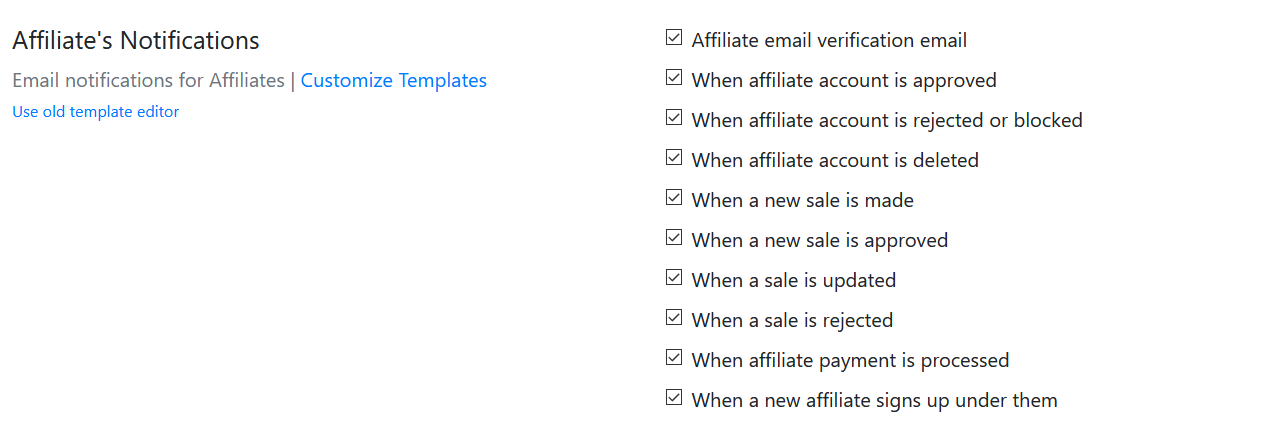 Affiliate's Notifications
Email notifications for Affiliates | Customize Templates
Use old template editor
Affiliate email verification email
When affiliate account is approved
When affiliate account is rejected or blocked
When affiliate account is deleted
When a new sale is made
When a new sale is approved
When a sale is updated
When a sale is rejected
When affiliate payment is processed
When a new affiliate signs up under them